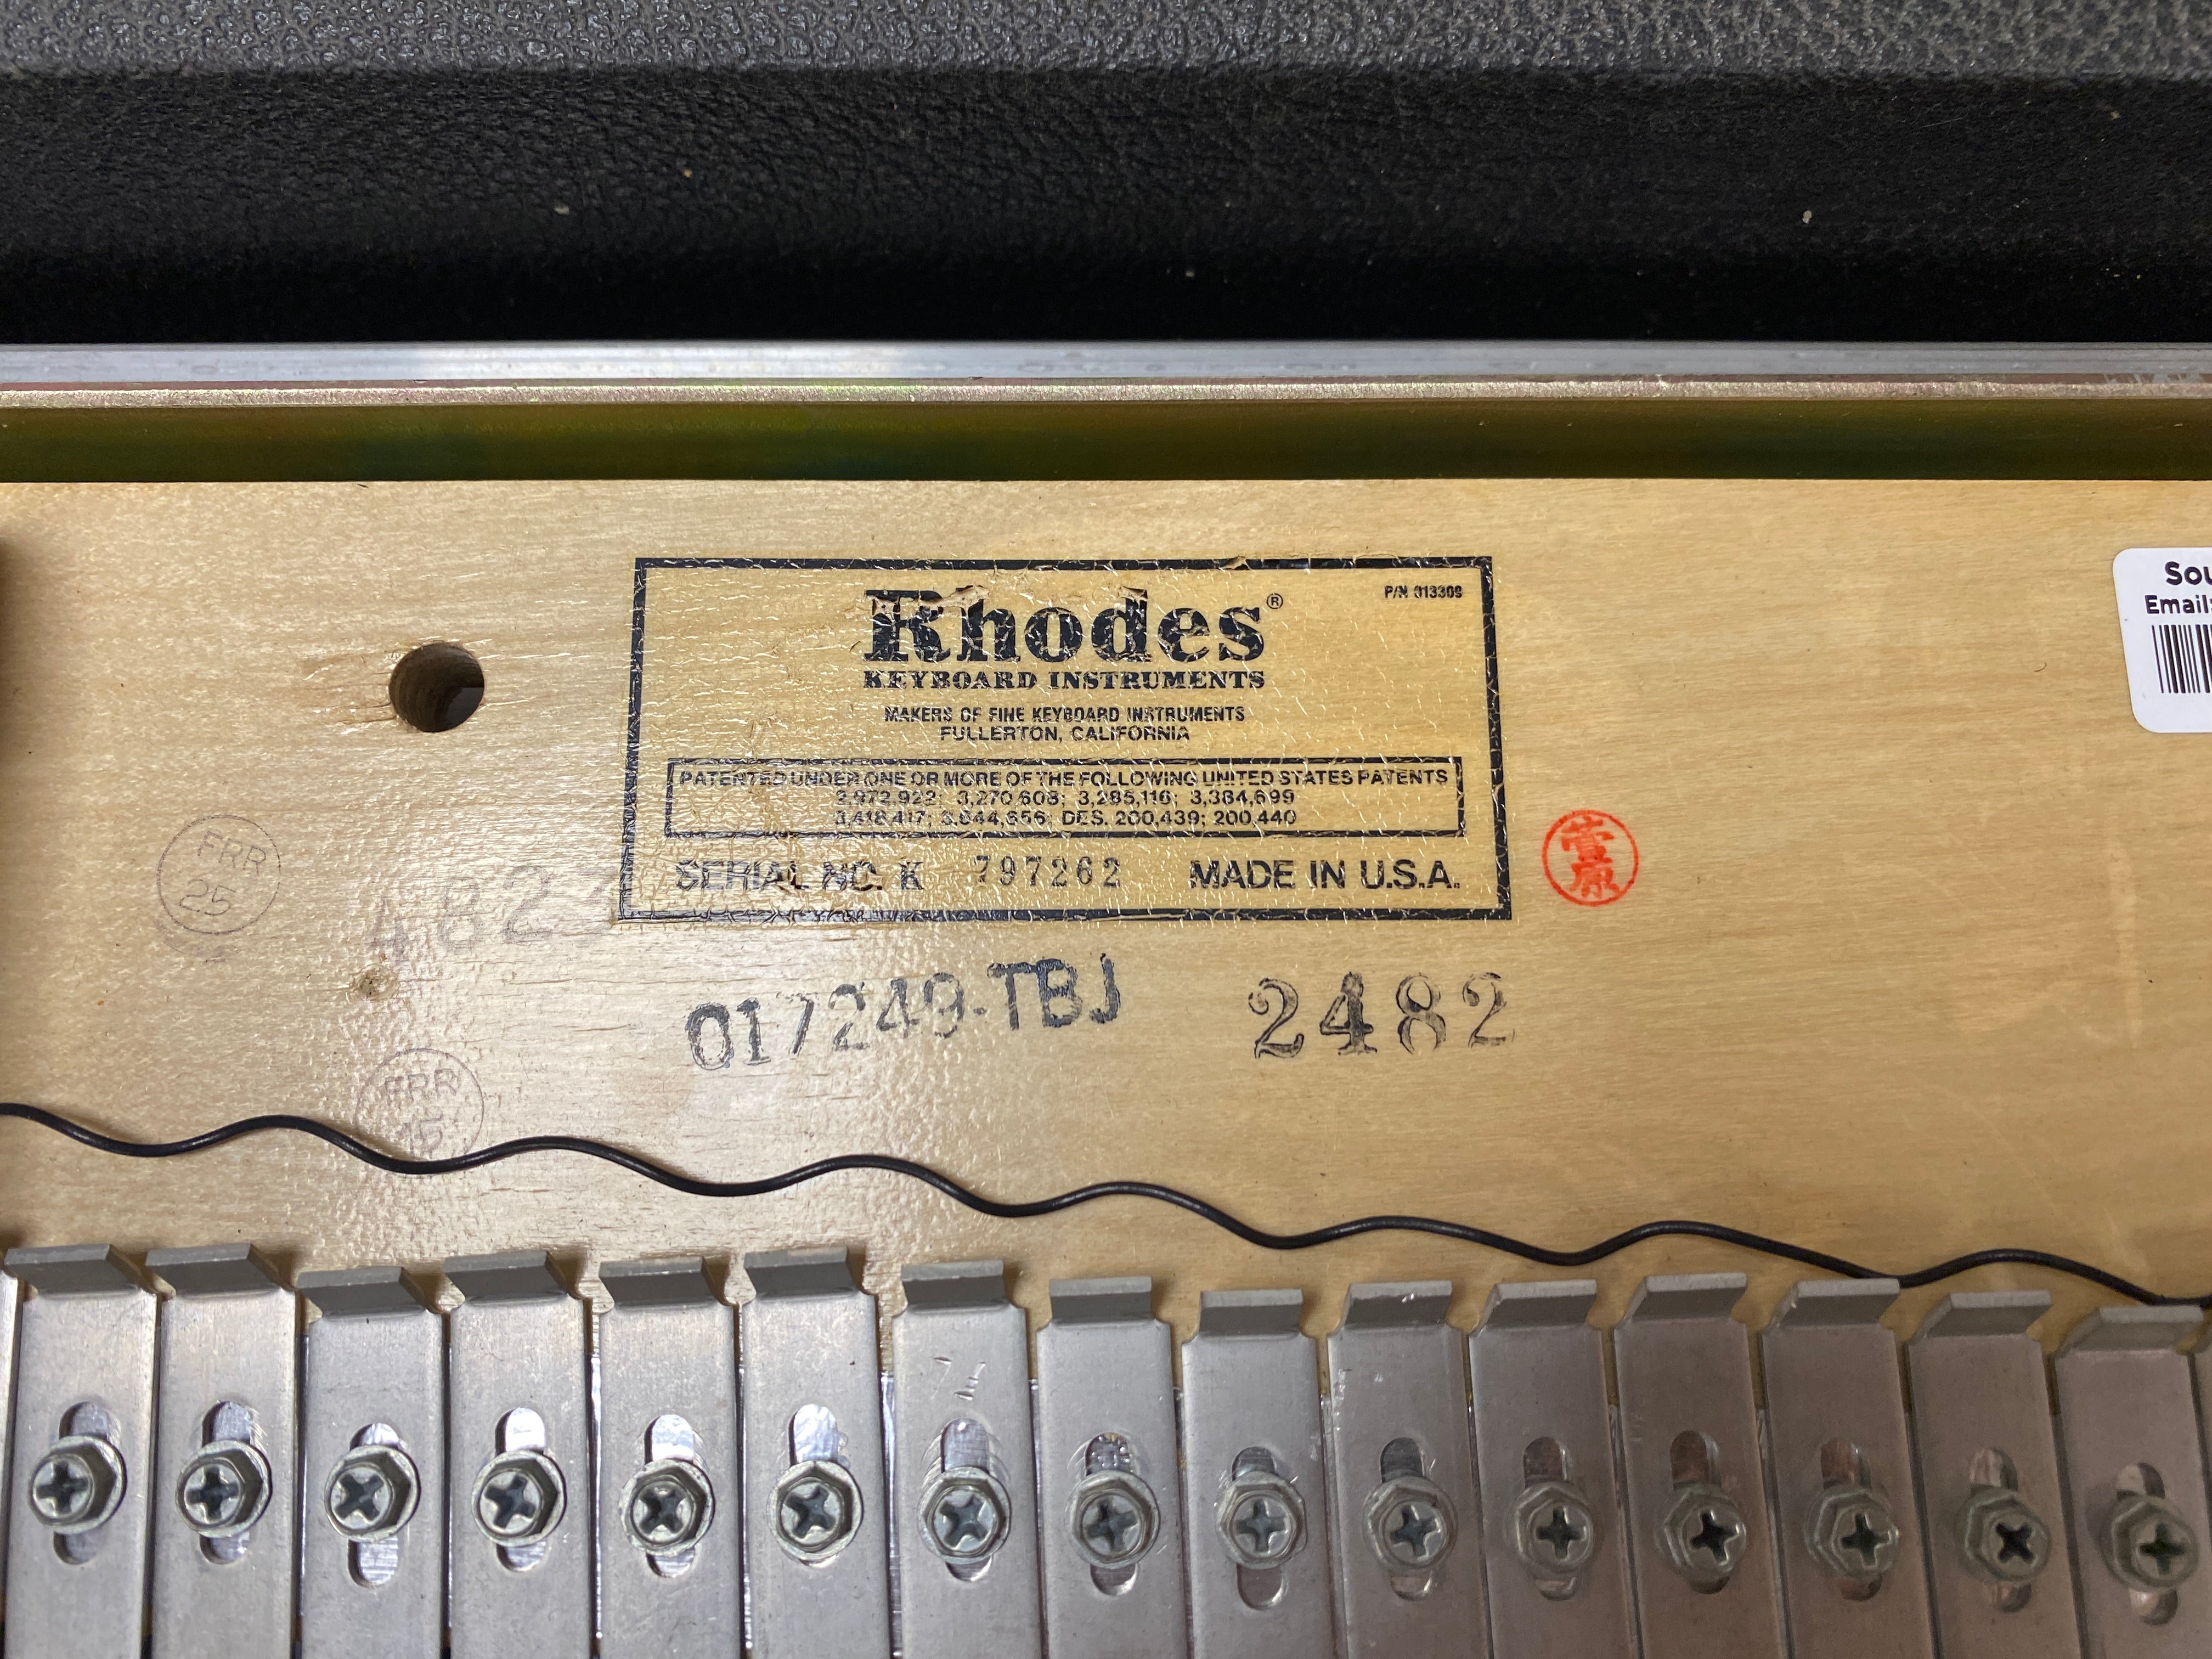 Rhodes®
P/N 013309
KEYBOARD INSTRUMENTS
MAKERS OF FINE KEYBOARD INSTRUMENTS
FULLERTON, CALIFORNIA
PATENTED UNDER ONE OR MORE OF THE FOLLOWING UNITED STATES PATENTS
2,972,922; 3,270,608; 3,285,116; 3,384,699
3,418,417; 3,644,656; DES. 200,439; 200,440
SERIAL NO. K 797262 MADE IN U.S.A.
FRR
25
482
017249-TBJ
2482
FRR
Sou
Email: